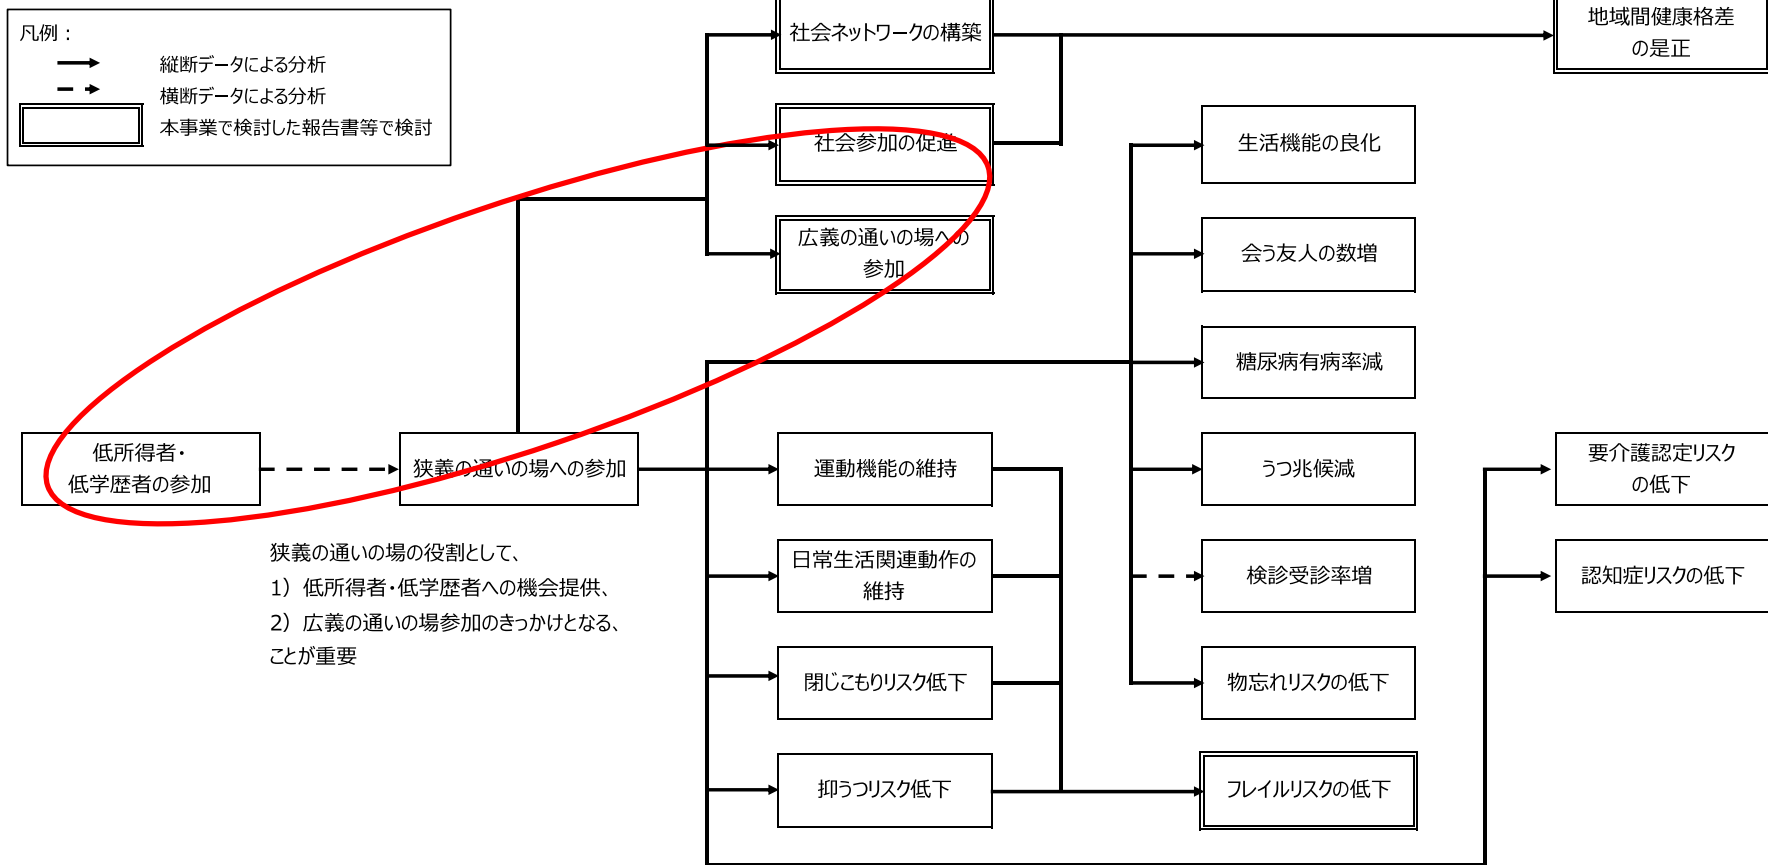 凡例：
縦断データによる分析
横断データによる分析
本事業で検討した報告書等で検討
社会ネットワークの構築
地域間健康格差
の是正
社会参加の促進
生活機能の良化
広義の通いの場への
参加
会う友人の数増
糖尿病有病率減
低所得者・
低学歴者の参加
狭義の通いの場への参加
運動機能の維持
うつ兆候減
要介護認定リスク
の低下
狭義の通いの場の役割として、
1）低所得者・低学歴者への機会提供、
2）広義の通いの場参加のきっかけとなる、
ことが重要
日常生活関連動作の
維持
検診受診率増
認知症リスクの低下
閉じこもりリスク低下
物忘れリスクの低下
抑うつリスク低下
フレイルリスクの低下